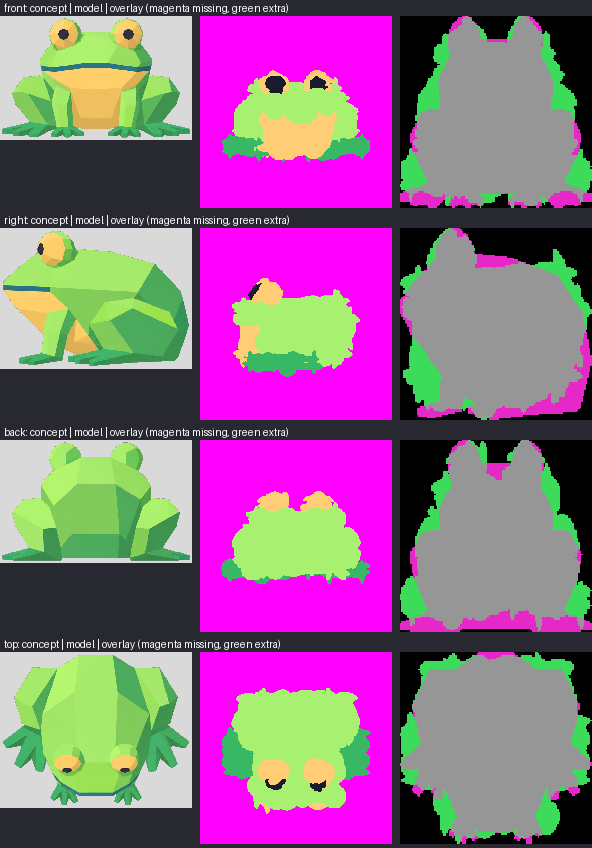 front: concept | model | overlay (magenta missing, green extra)
right: concept | model | overlay (magenta missing, green extra)
back: concept | model | overlay (magenta missing, green extra)
top: concept | model | overlay (magenta missing, green extra)